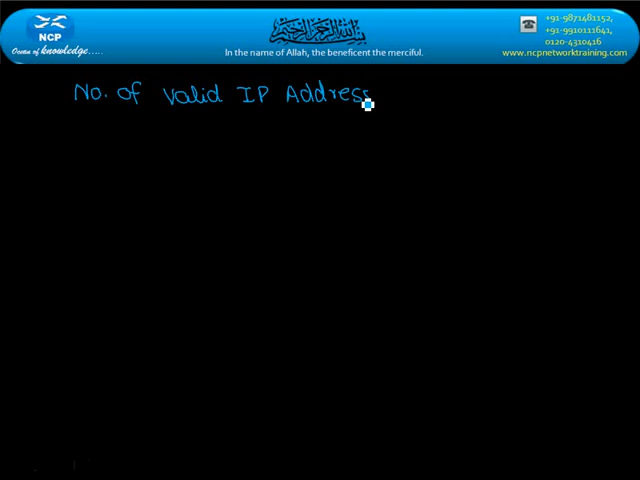 NCP
Ocean of knowledge.....
بسم الله الرحمن الرحيم
In the name of Allah, the beneficent the merciful.
+91-9871481152,
+91-9910111641,
0120-4310416
www.ncpnetworktraining.com
No. of Valid IP Address